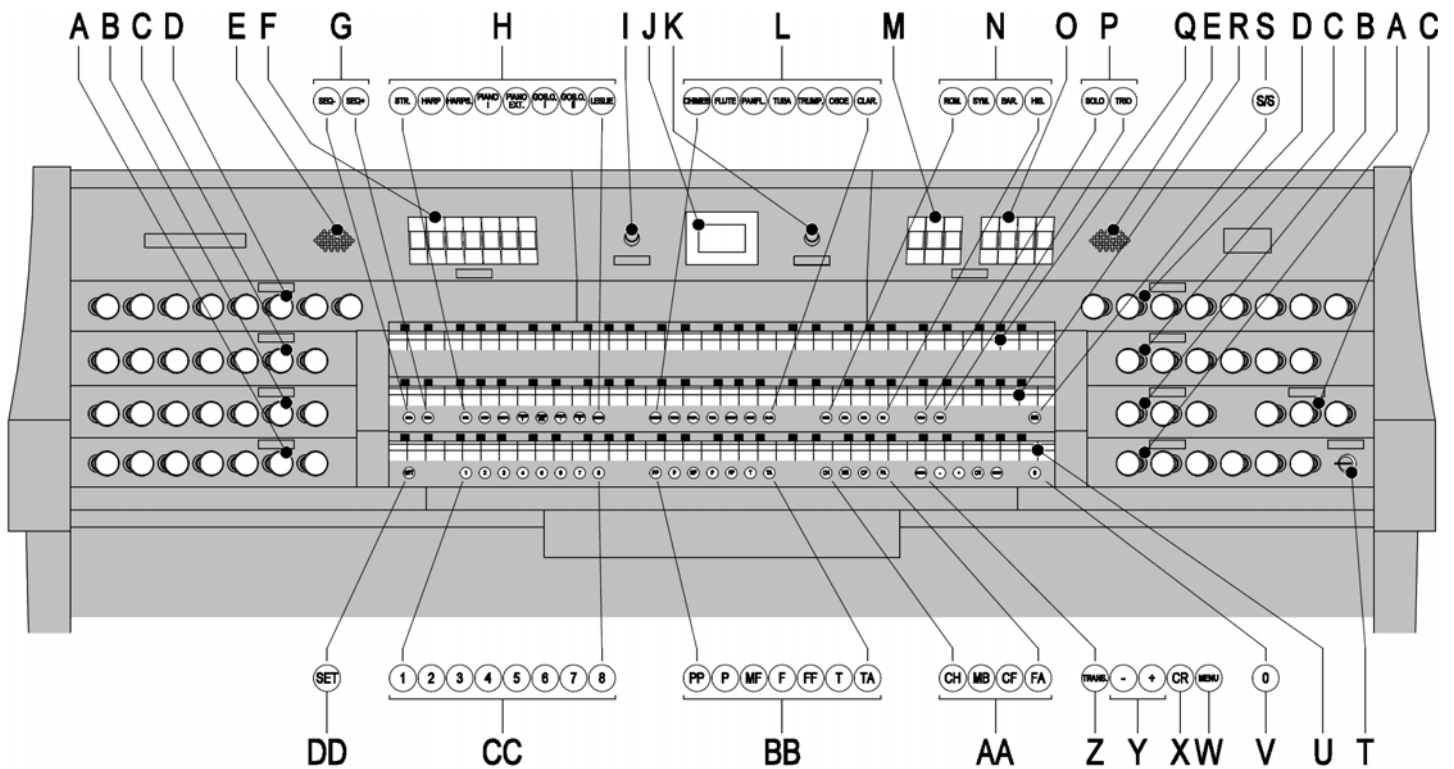 A B C D E F G H I J K L M N O P Q E R S D C B A C
SEQ- SEQ+ STR. HARP HARPS. PIANO I PIANO EXT. GOS.O. I GOS.O. II LESLIE CHIMES FLUTE PANFL. TUBA TRUMP. OBOE CLAR. ROM. SYM. BAR. HIS. SOLO TRIO S/S
SET 1 2 3 4 5 6 7 8 PP P MF F FF T TA CH MB CF FA TRANS. - + CR MENU 0
DD CC BB AA Z Y X W V U T